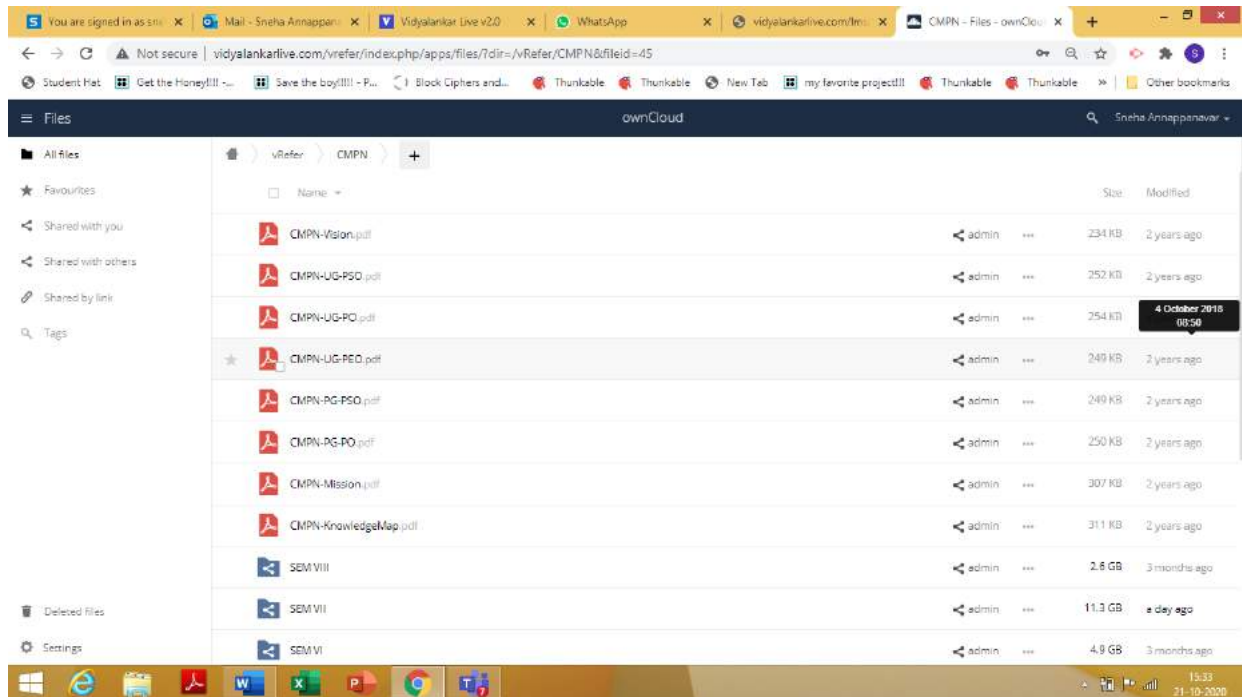 You are signed in as sne
Mail - Sneha Annappana
Vidyalankar Live v2.0
WhatsApp
vidyalankarlive.com/lms
CMPN - Files - ownClou
Not secure | vidyalankarlive.com/vrefer/index.php/apps/files/?dir=/vRefer/CMPN&fileid=45
Student Hat
Get the Honey!!!! -...
Save the boy!!!!! - P...
Block Ciphers and...
Thunkable
Thunkable
New Tab
my favorite project!!!
Thunkable
Thunkable
»
Other bookmarks
Files
ownCloud
Sneha Annappanavar
All files
Favourites
Shared with you
Shared with others
Shared by link
Tags
Deleted files
Settings
vRefer
CMPN
+
Name
Size
Modified
CMPN-Vision.pdf admin ... 234 KB 2 years ago
CMPN-UG-PSO.pdf admin ... 252 KB 2 years ago
CMPN-UG-PO.pdf admin ... 254 KB
4 October 2018
08:50
CMPN-UG-PEO.pdf admin ... 249 KB 2 years ago
CMPN-PG-PSO.pdf admin ... 249 KB 2 years ago
CMPN-PG-PO.pdf admin ... 250 KB 2 years ago
CMPN-Mission.pdf admin ... 307 KB 2 years ago
CMPN-KnowledgeMap.pdf admin ... 311 KB 2 years ago
SEM VIII admin ... 2.6 GB 3 months ago
SEM VII admin ... 11.3 GB a day ago
SEM VI admin ... 4.9 GB 3 months ago
15:33
21-10-2020